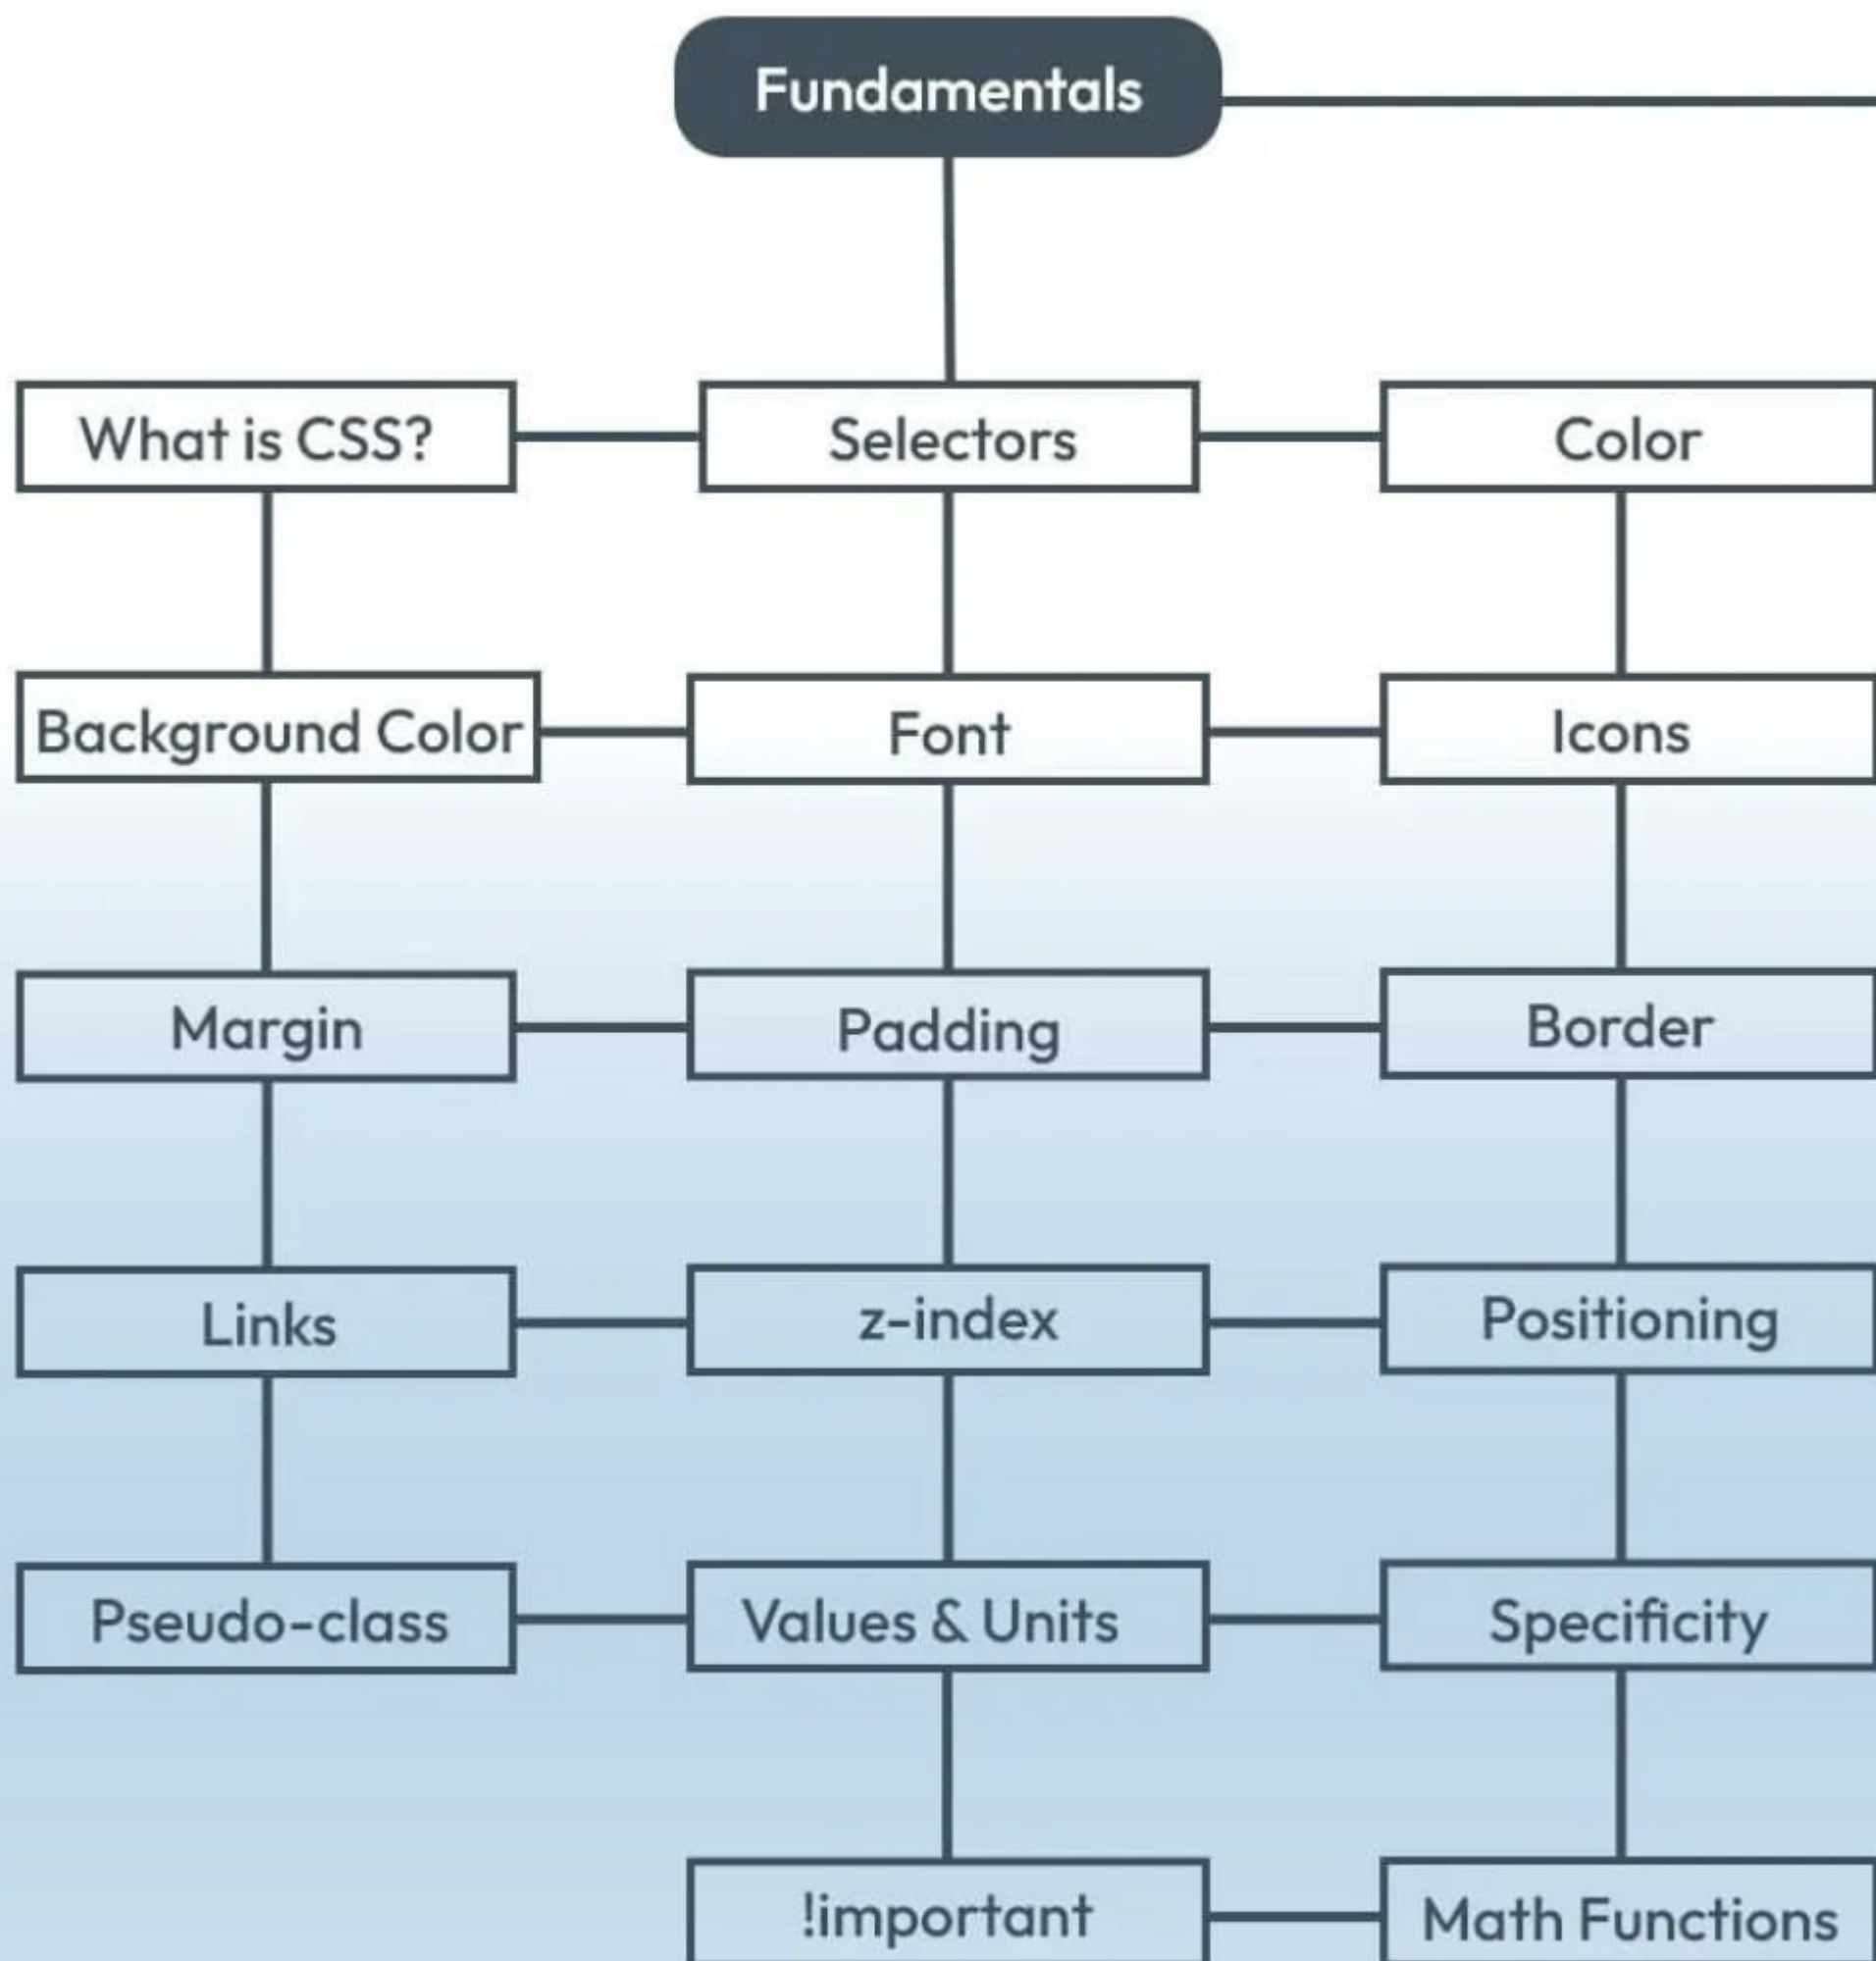 Fundamentals
What is CSS?
Selectors
Color
Background Color
Font
Icons
Margin
Padding
Border
Links
z-index
Positioning
Pseudo-class
Values & Units
Specificity
!important
Math Functions